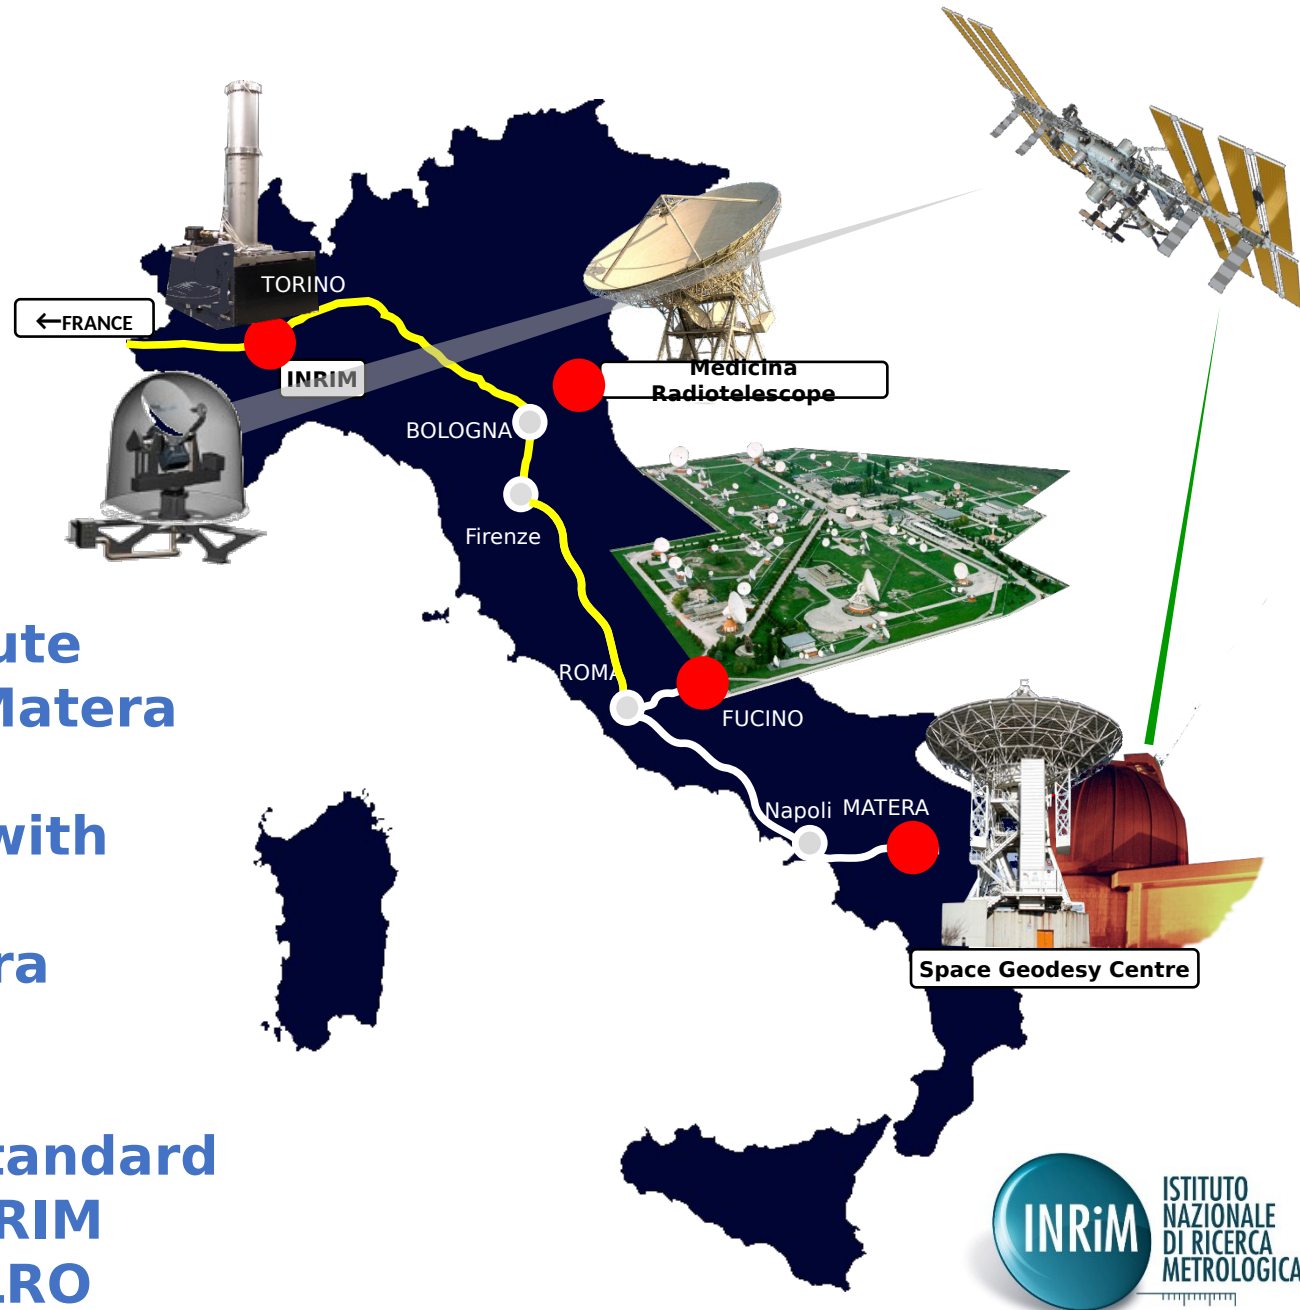 TORINO
←FRANCE
INRIM
Medicina
Radiotelescope
BOLOGNA
Firenze
ROMA
FUCINO
Napoli MATERA
Space Geodesy Centre
ute
Matera
with
ra
tandard
RIM
LRO
INRiM
ISTITUTO
NAZIONALE
DI RICERCA
METROLOGICA